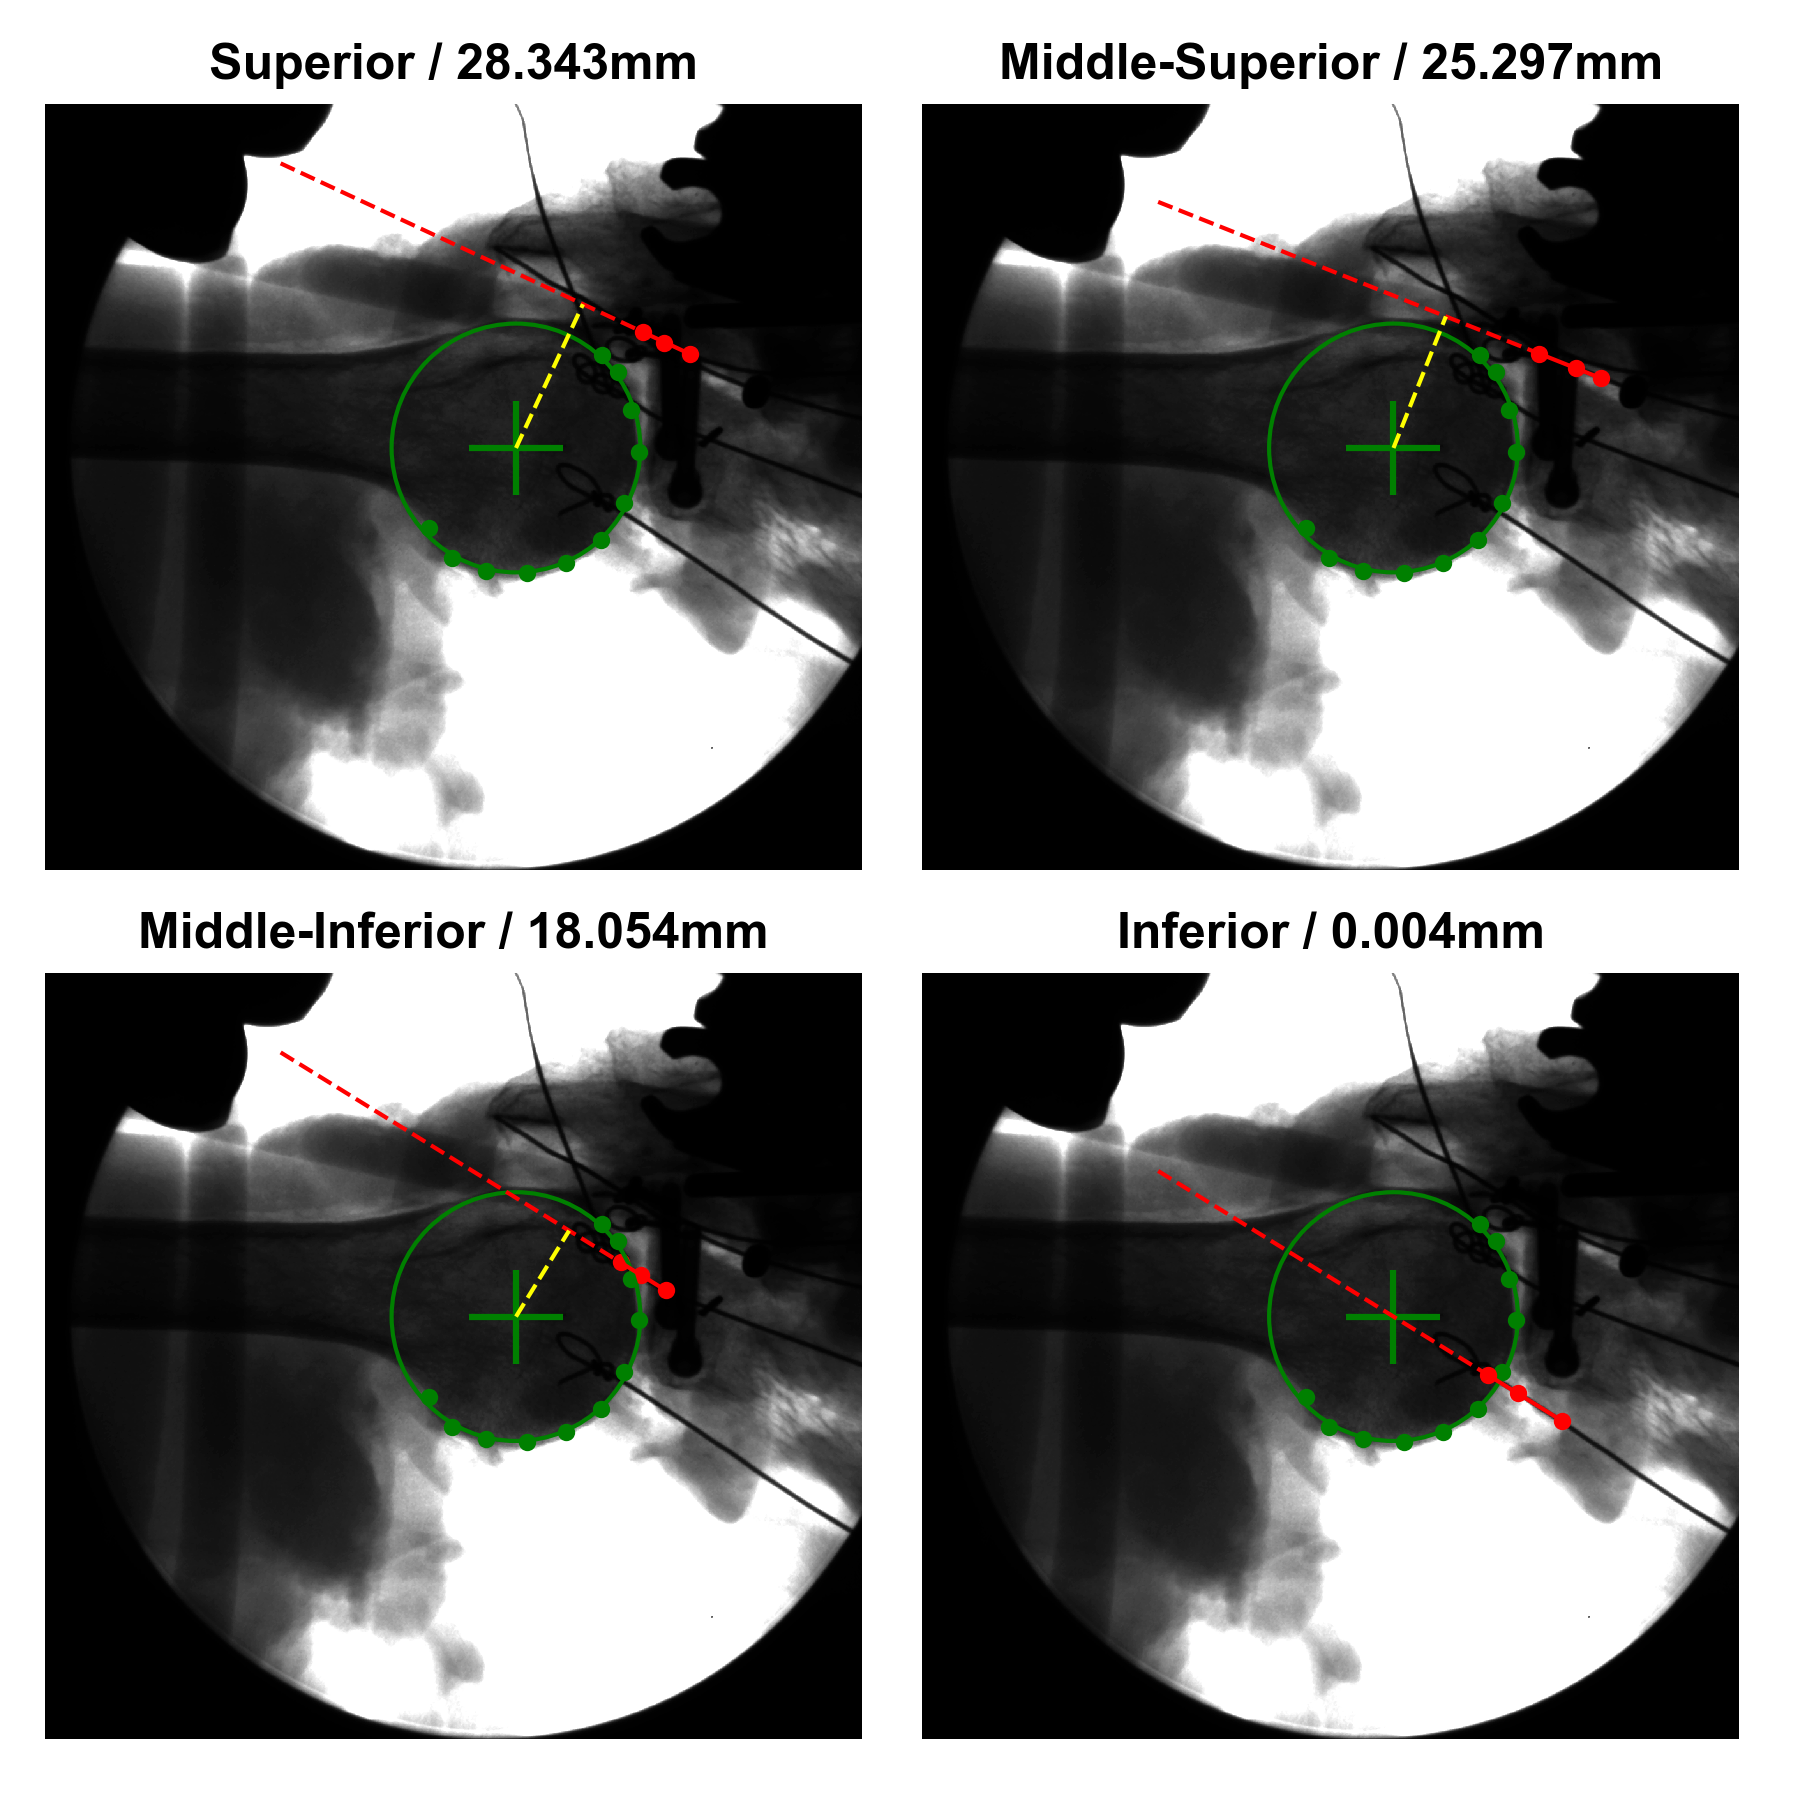 Superior / 28.343mm
Middle-Superior / 25.297mm
Middle-Inferior / 18.054mm
Inferior / 0.004mm